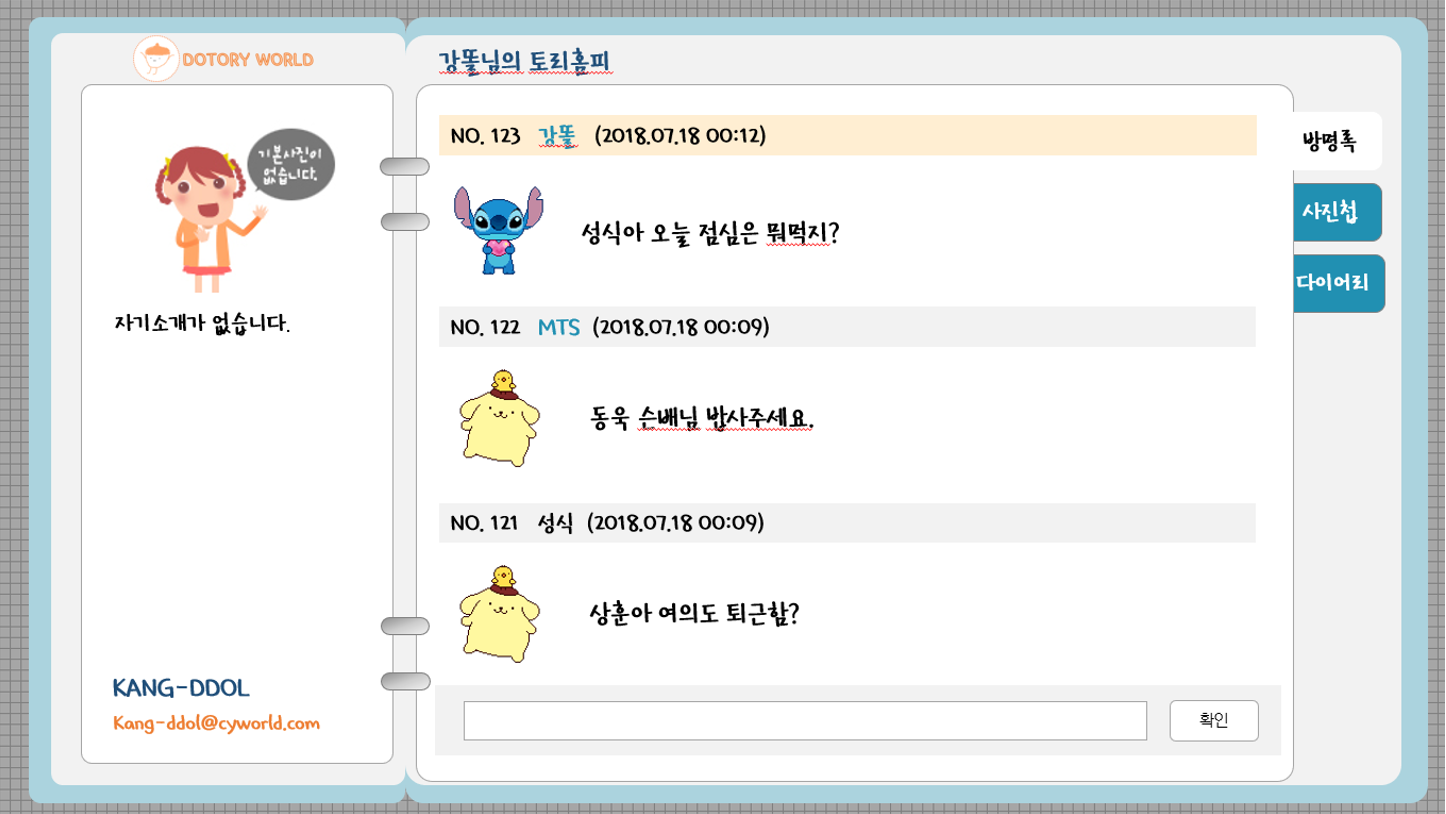 DOTORY WORLD
강똘님의 토리홈피
기본사진이
없습니다.
자기소개가 없습니다.
KANG-DDOL
Kang-ddol@cyworld.com
NO. 123 강똘 (2018.07.18 00:12)
성식아 오늘 점심은 뭐먹지?
NO. 122 MTS (2018.07.18 00:09)
동욱 슨배님 밥사주세요.
NO. 121 성식 (2018.07.18 00:09)
상훈아 여의도 퇴근함?
확인
방명록
사진첩
다이어리